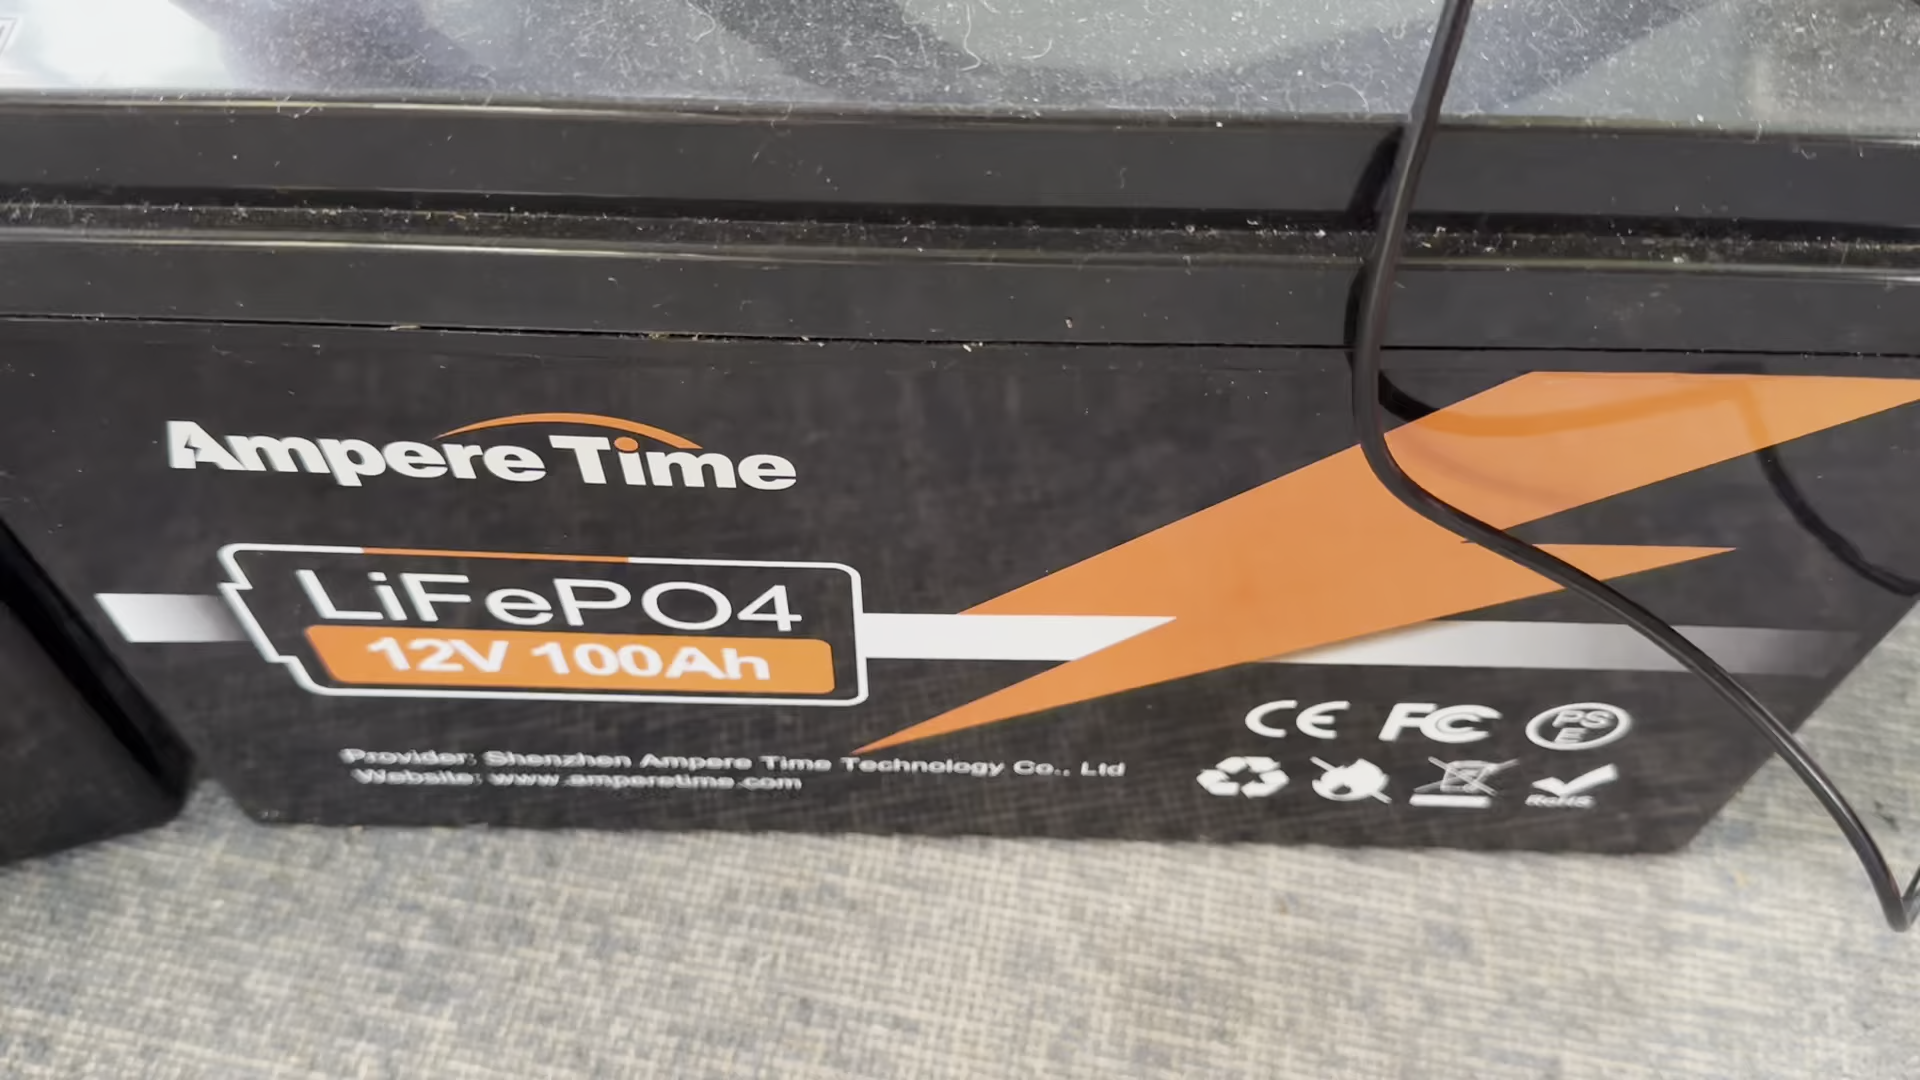 Ampere Time
LiFePO4
12V 100Ah
Provider: Shenzhen Ampere Time Technology Co., Ltd
Website: www.amperetime.com
CE FC PSE
RoHS